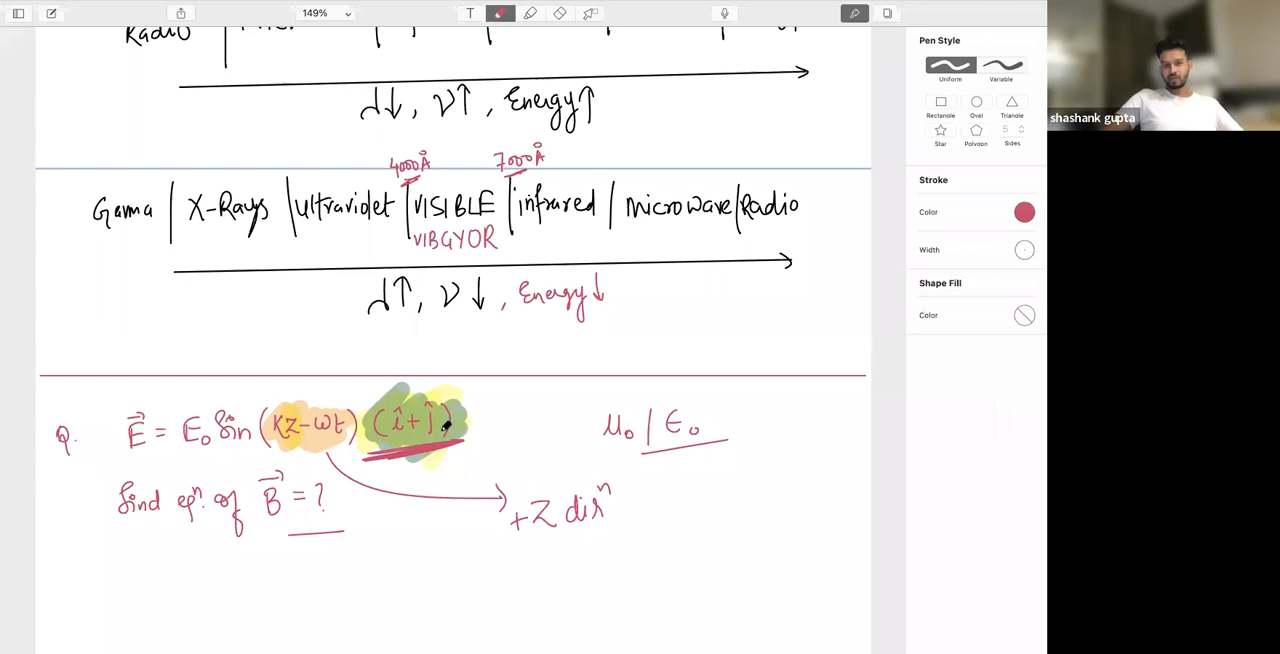 149%
T
Radio
λ↓, ν↑, Energy↑
4000Å 7000Å
Gama | X-Rays | Ultraviolet | VISIBLE | infrared | microwave | Radio
VIBGYOR
λ↑, ν↓, Energy↓
Q. E⃗ = E₀ sin (Kz-ωt) (î+ĵ) μ₀ | ε₀
find eqⁿ. of B⃗ = ?
+Z dirⁿ
Pen Style
Uniform Variable
Rectangle Oval Triangle
5
Star Polygon Sides
Stroke
Color
Width
Shape Fill
Color
shashank gupta